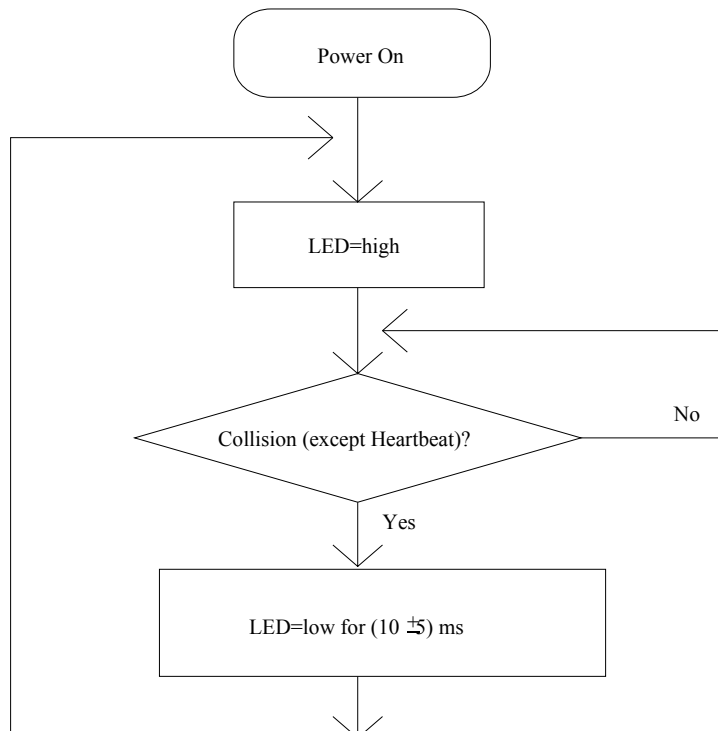 Power On
LED=high
Collision (except Heartbeat)?
No
Yes
LED=low for (10 ±5) ms